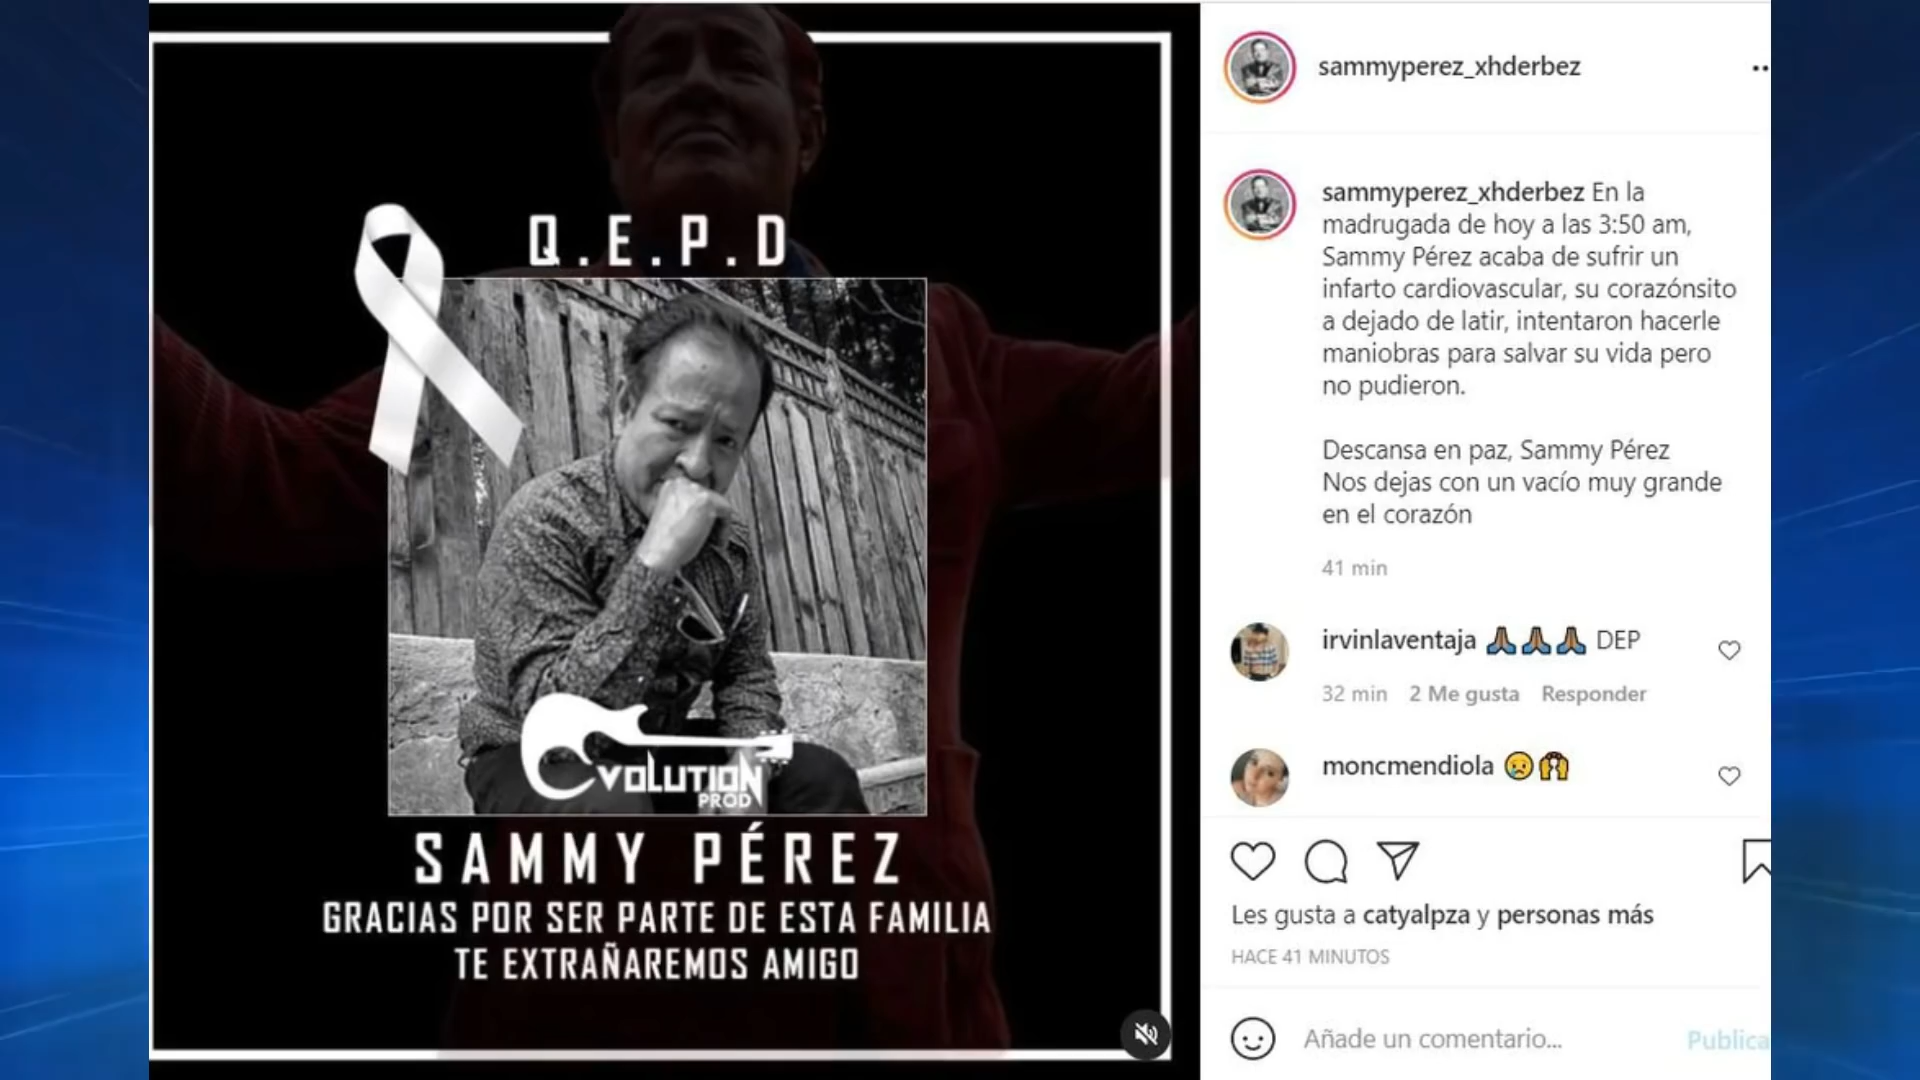 Q.E.P.D
EVOLUTION
PROD
SAMMY PÉREZ
GRACIAS POR SER PARTE DE ESTA FAMILIA
TE EXTRAÑAREMOS AMIGO
sammyperez_xhderbez
sammyperez_xhderbez En la
madrugada de hoy a las 3:50 am,
Sammy Pérez acaba de sufrir un
infarto cardiovascular, su corazónsito
a dejado de latir, intentaron hacerle
maniobras para salvar su vida pero
no pudieron.
Descansa en paz, Sammy Pérez
Nos dejas con un vacío muy grande
en el corazón
41 min
irvinlaventaja 🙏🏽🙏🏽🙏🏽 DEP
32 min 2 Me gusta Responder
moncmendiola 😢🙌
Les gusta a catyalpza y personas más
HACE 41 MINUTOS
Añade un comentario... Publica